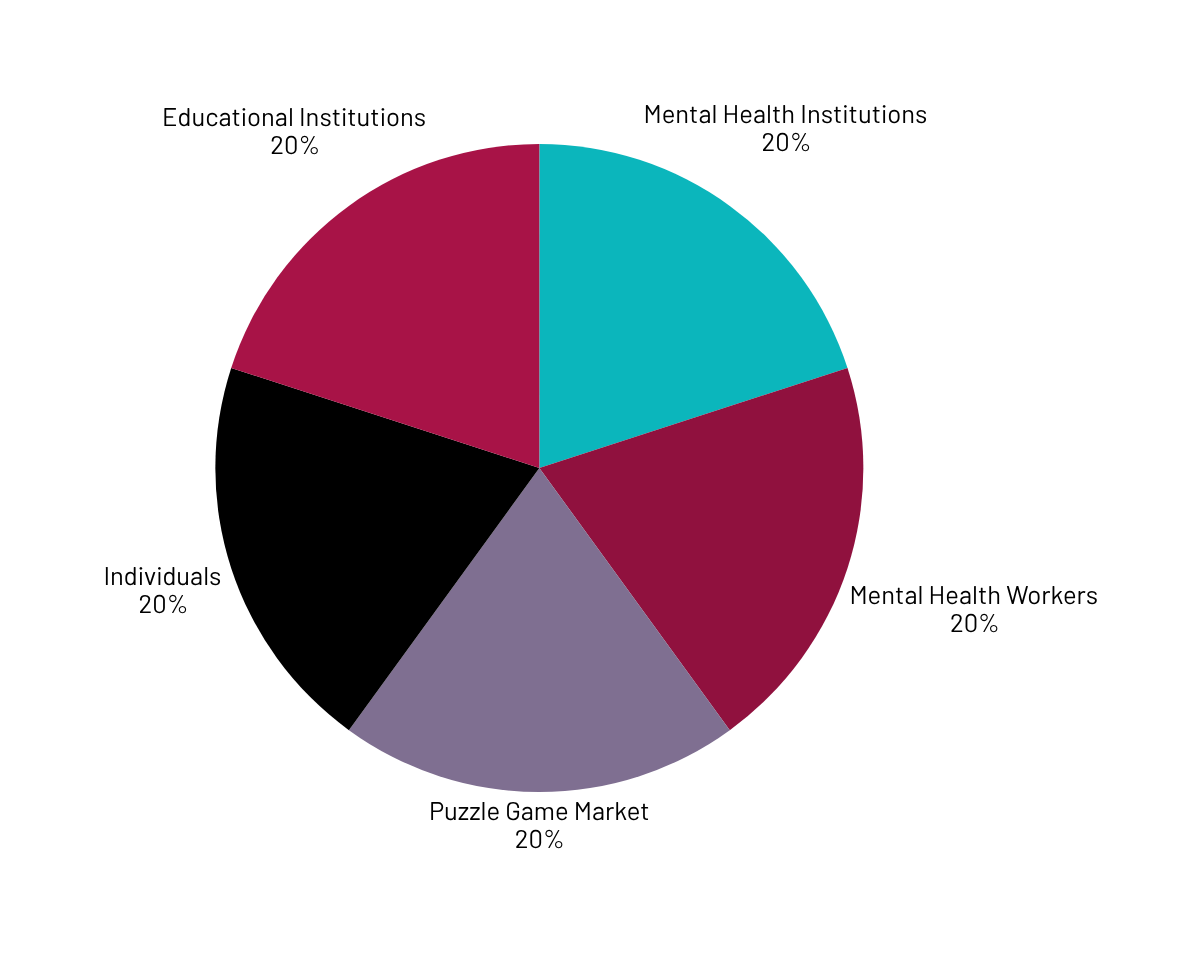 Educational Institutions
20%
Mental Health Institutions
20%
Individuals
20%
Mental Health Workers
20%
Puzzle Game Market
20%